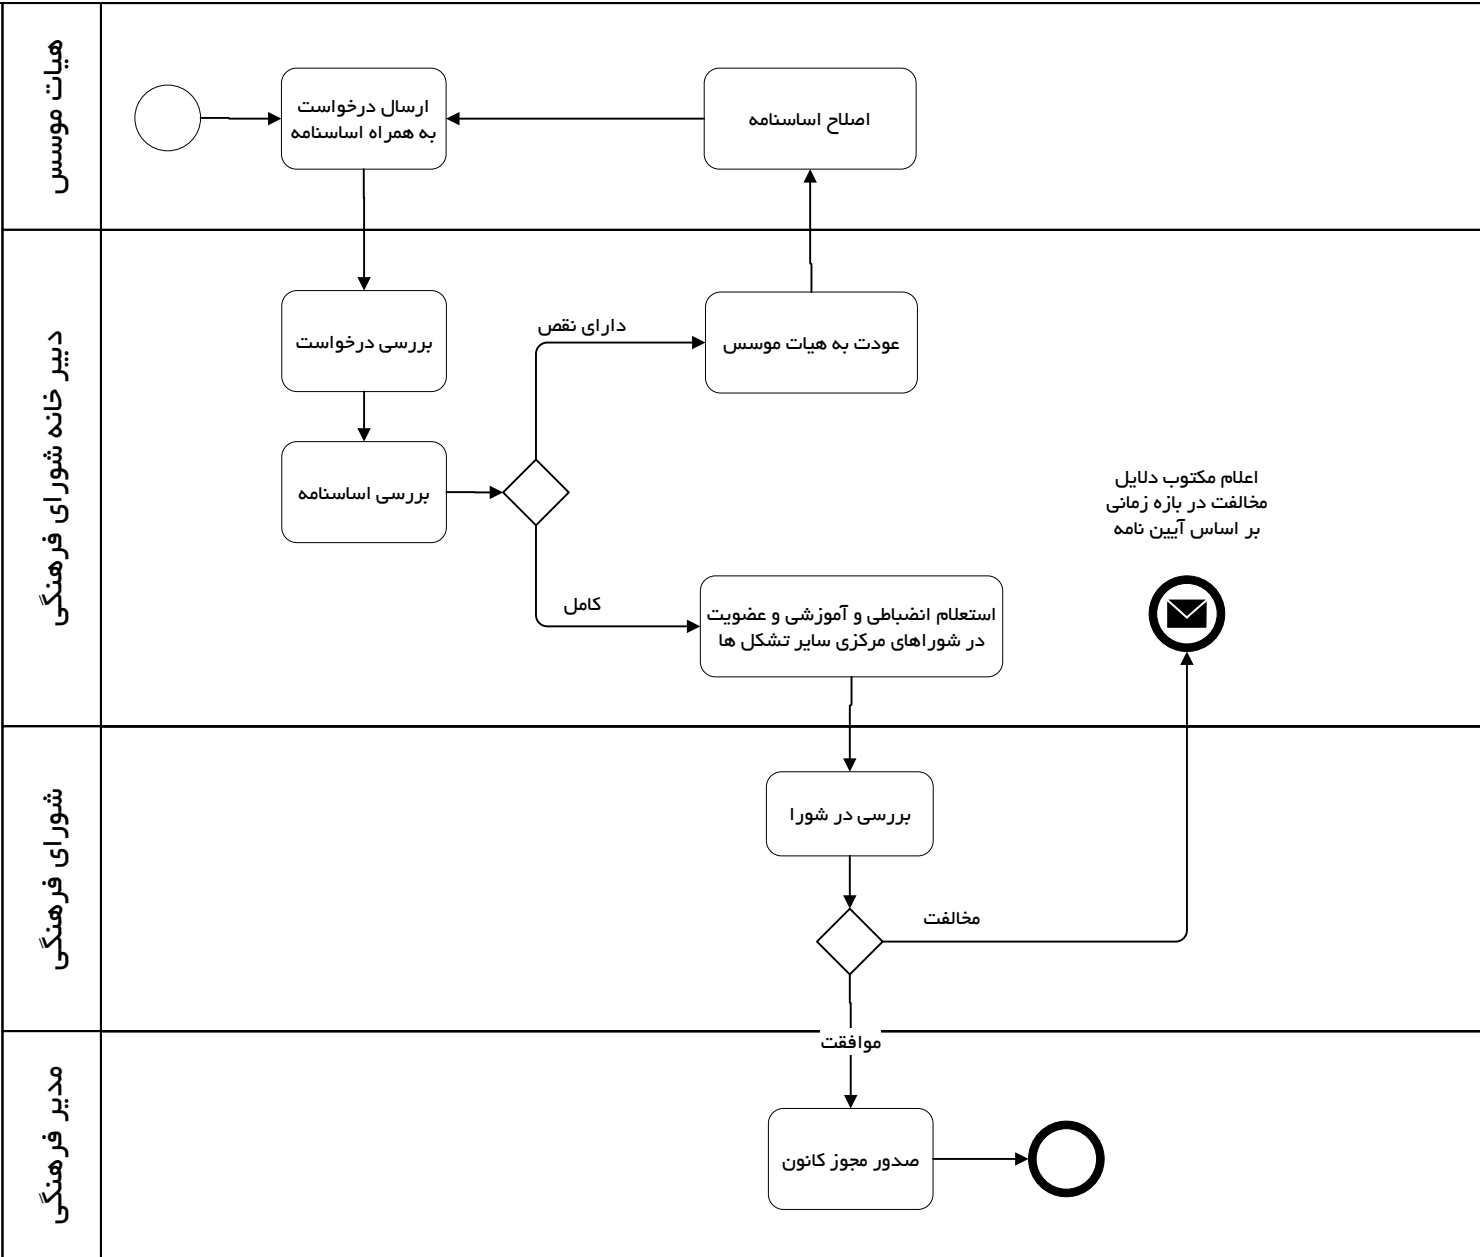 هیات موسس
ارسال درخواست
به همراه اساسنامه
اصلاح اساسنامه
دبیر خانه شورای فرهنگی
بررسی درخواست
دارای نقص
عودت به هیات موسس
بررسی اساسنامه
اعلام مکتوب دلایل
مخالفت در بازه زمانی
بر اساس آیین نامه
کامل
استعلام انضباطی و آموزشی و عضویت
در شوراهای مرکزی سایر تشکل ها
شورای فرهنگی
بررسی در شورا
مخالفت
موافقت
مدیر فرهنگی
صدور مجوز کانون